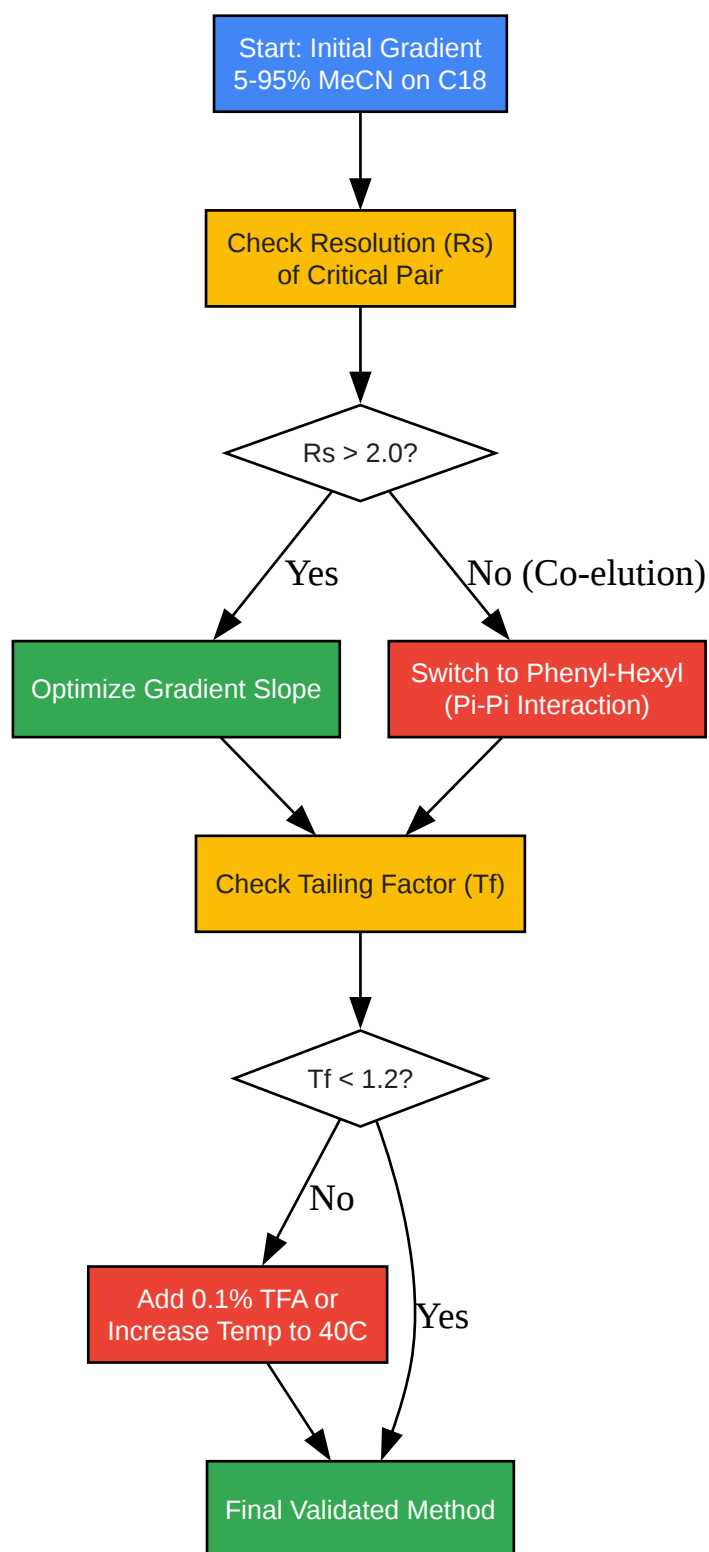 Start: Initial Gradient
5-95% MeCN on C18
Check Resolution (Rs)
of Critical Pair
Rs > 2.0?
Yes
No (Co-elution)
Optimize Gradient Slope
Switch to Phenyl-Hexyl
(Pi-Pi Interaction)
Check Tailing Factor (Tf)
Tf < 1.2?
No
Add 0.1% TFA or
Increase Temp to 40C
Yes
Final Validated Method